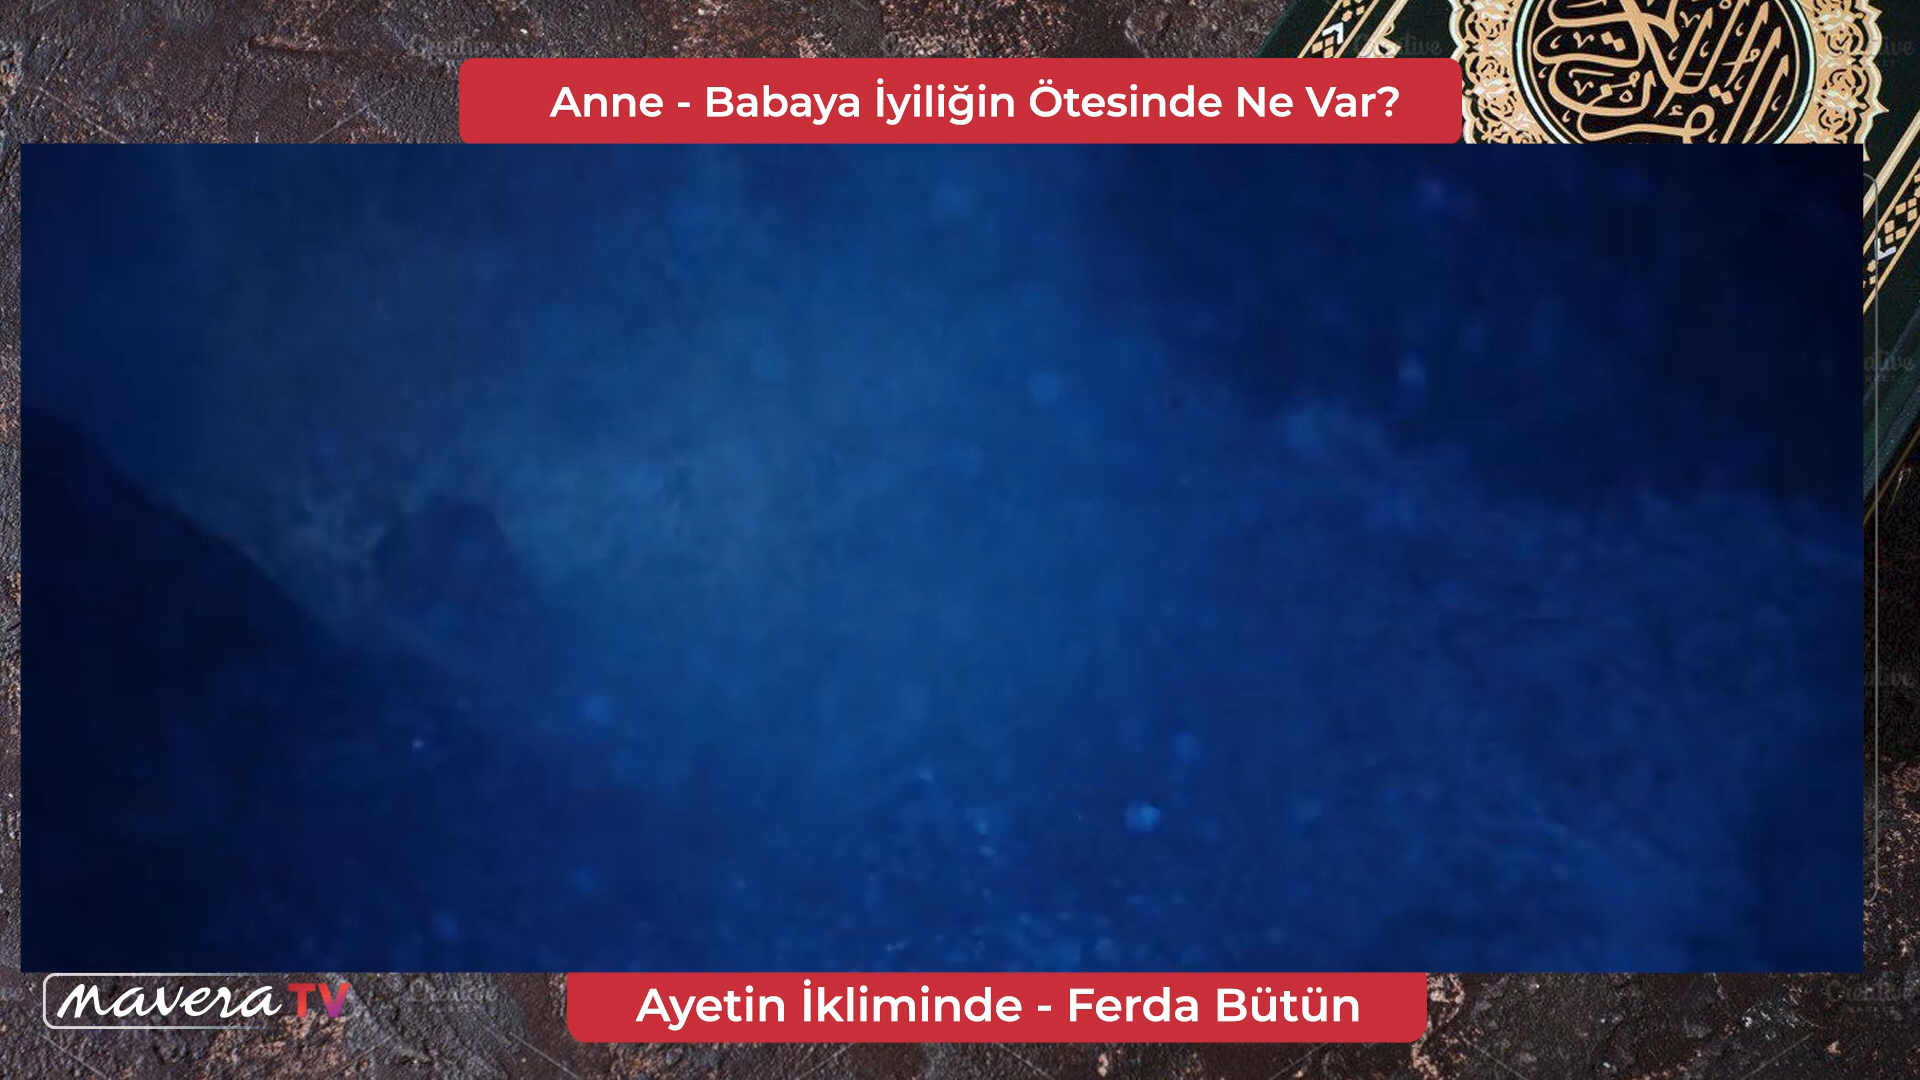 Anne - Babaya İyiliğin Ötesinde Ne Var?
mavera TV
Ayetin İkliminde - Ferda Bütün